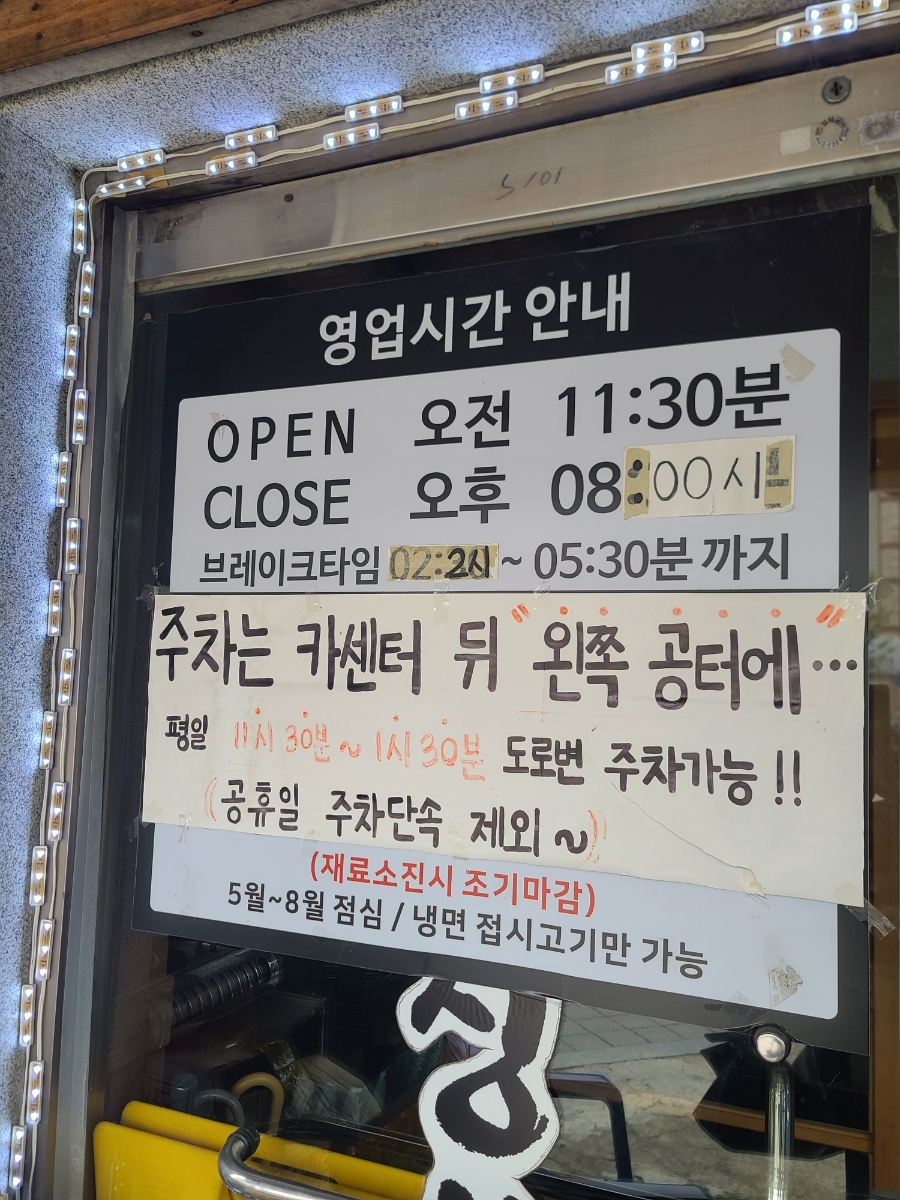 영업시간 안내
OPEN 오전 11:30분
CLOSE 오후 08:00시
브레이크타임 02:2시 ~ 05:30분 까지
주차는 카센터 뒤 "왼쪽 공터에"...
평일 11시 30분 ~ 1시 30분 도로변 주차가능!!
(공휴일 주차단속 제외~)
(재료소진시 조기마감)
5월~8월 점심 / 냉면 접시고기만 가능